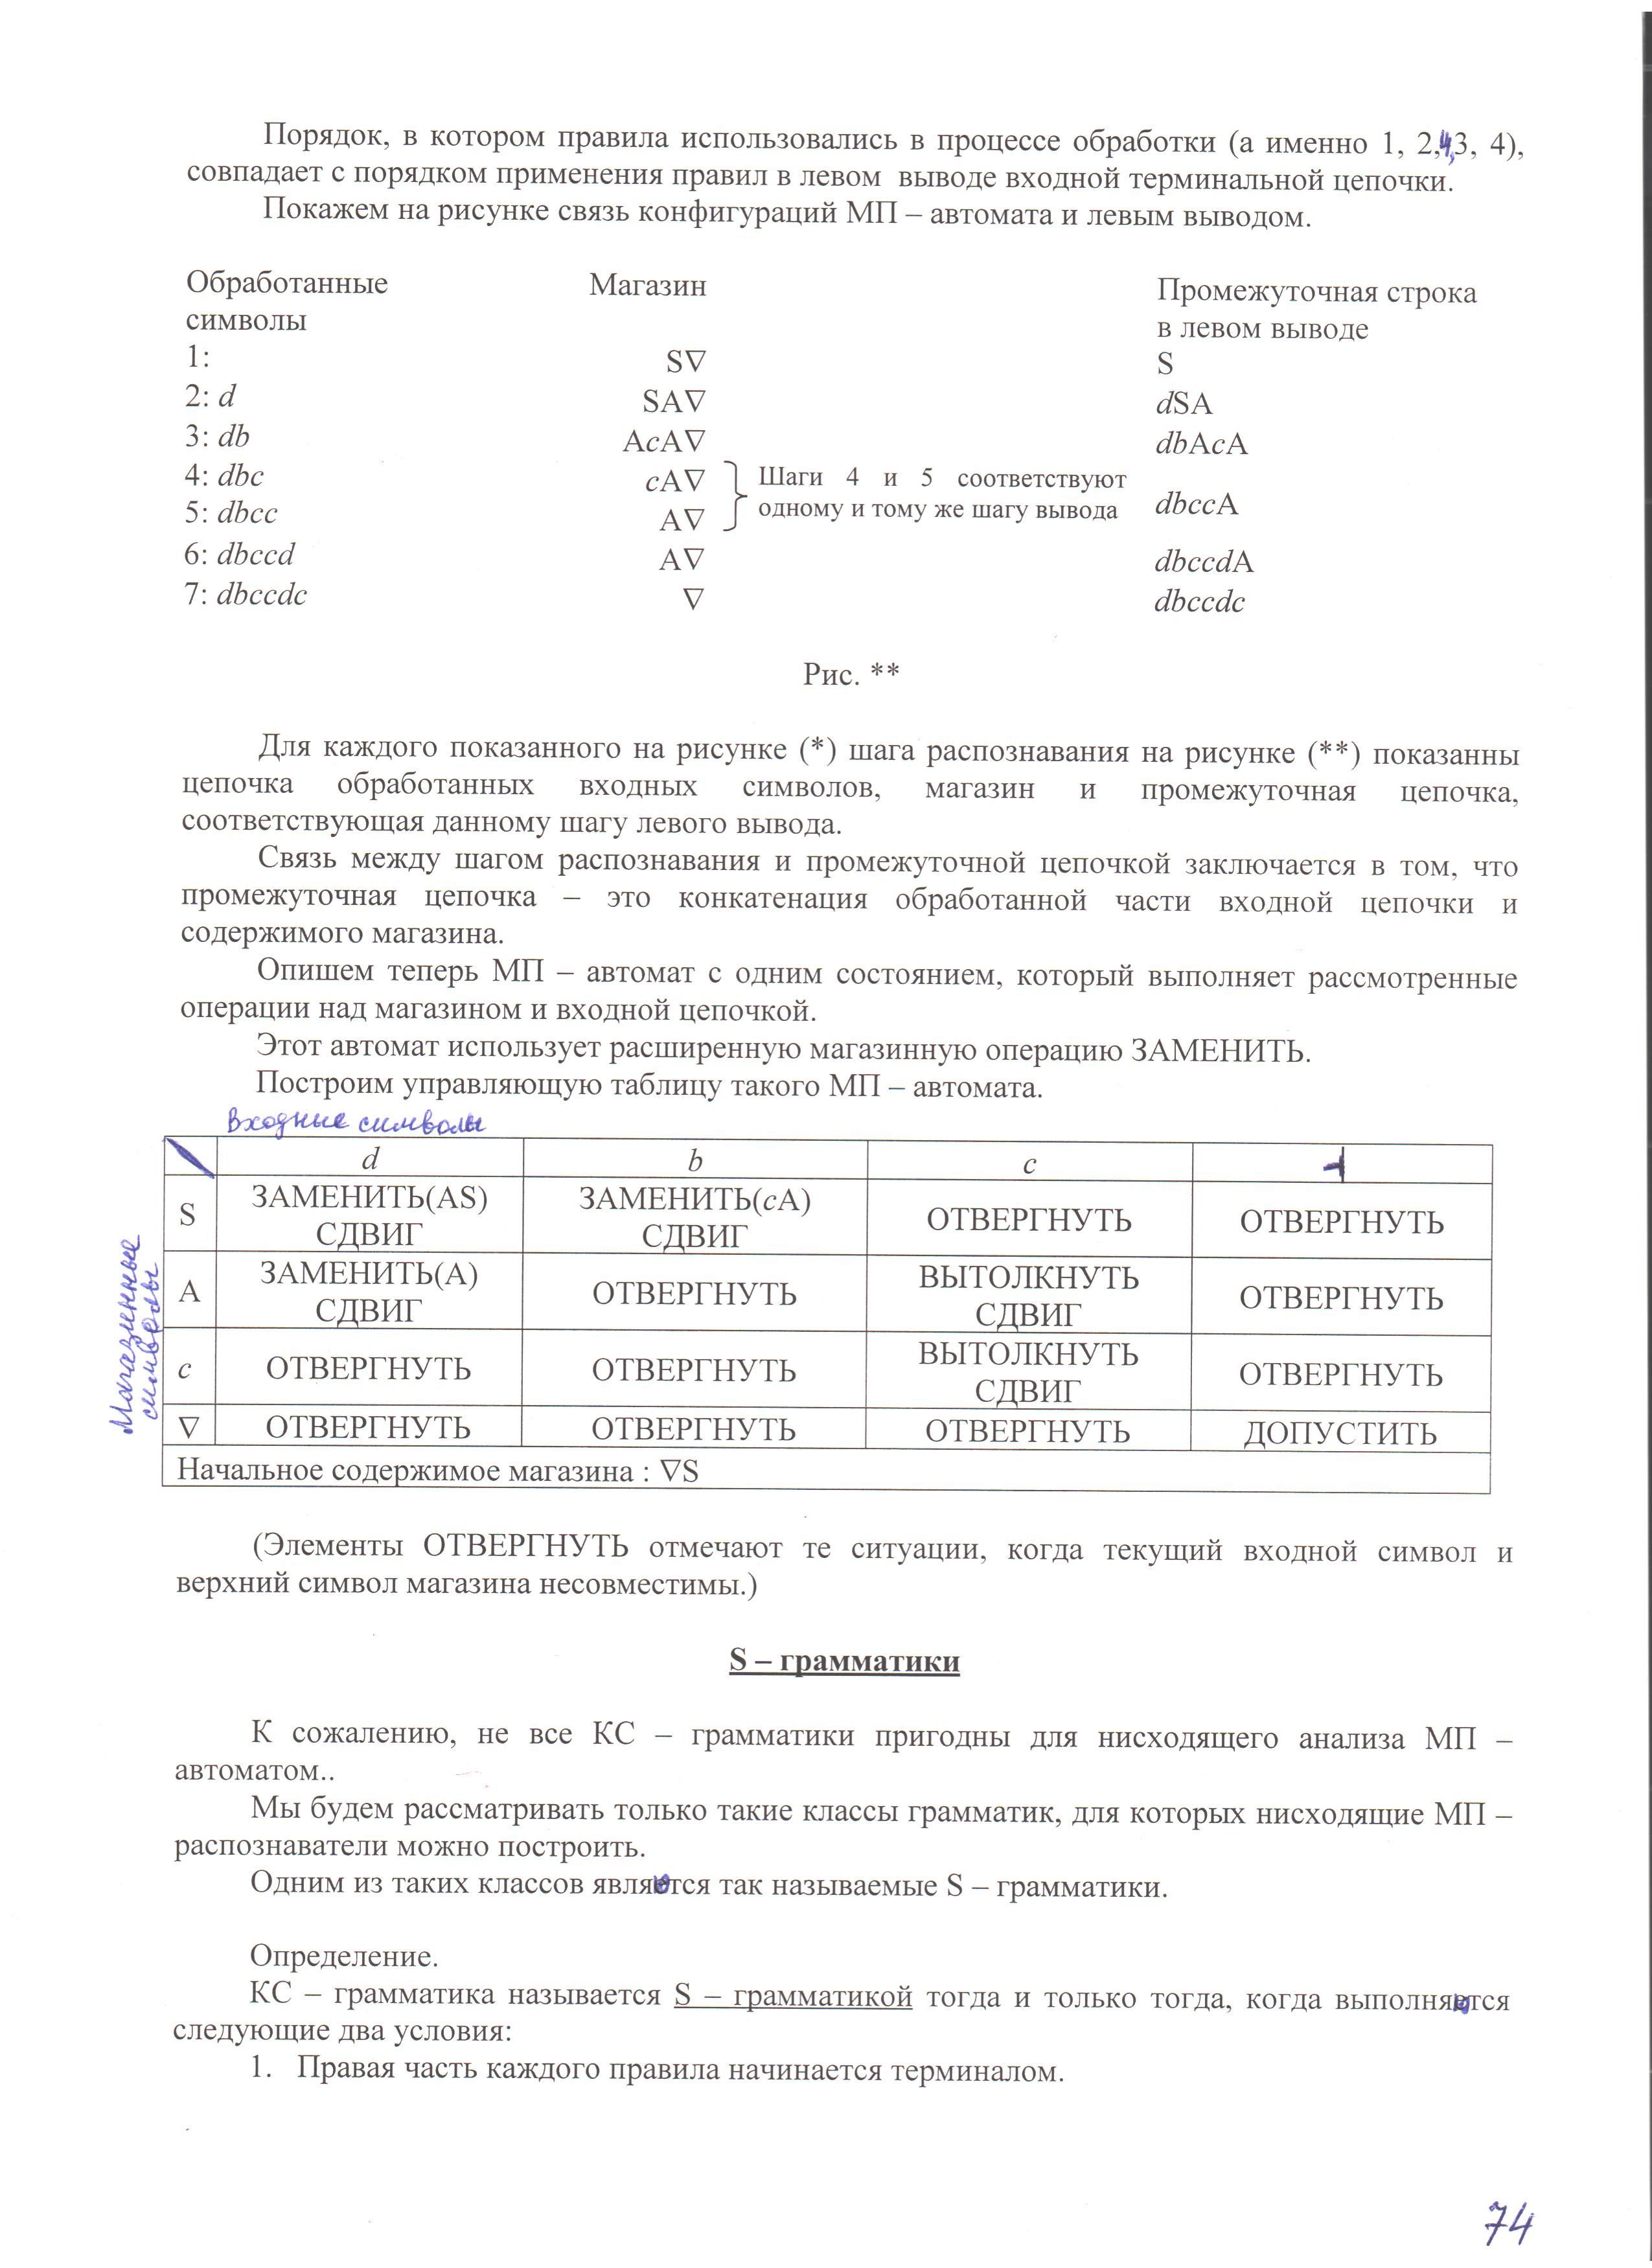 Порядок, в котором правила использовались в процессе обработки (а именно 1, 2,4,3, 4),
совпадает с порядком применения правил в левом выводе входной терминальной цепочки.
Покажем на рисунке связь конфигураций МП – автомата и левым выводом.
Обработанные символы Магазин Промежуточная строка в левом выводе
1: S∇ S
2: d SA∇ dSA
3: db AcA∇ dbAcA
4: dbc cA∇ Шаги 4 и 5 соответствуют
5: dbcc A∇ одному и тому же шагу вывода dbccA
6: dbccd A∇ dbccdA
7: dbccdc ∇ dbccdc
Рис. **
Для каждого показанного на рисунке (*) шага распознавания на рисунке (**) показанны
цепочка обработанных входных символов, магазин и промежуточная цепочка,
соответствующая данному шагу левого вывода.
Связь между шагом распознавания и промежуточной цепочкой заключается в том, что
промежуточная цепочка – это конкатенация обработанной части входной цепочки и
содержимого магазина.
Опишем теперь МП – автомат с одним состоянием, который выполняет рассмотренные
операции над магазином и входной цепочкой.
Этот автомат использует расширенную магазинную операцию ЗАМЕНИТЬ.
Построим управляющую таблицу такого МП – автомата.
Входные символы
Магазинные
символы
d b c ⊣
S ЗАМЕНИТЬ(AS) СДВИГ ЗАМЕНИТЬ(cA) СДВИГ ОТВЕРГНУТЬ ОТВЕРГНУТЬ
A ЗАМЕНИТЬ(A) СДВИГ ОТВЕРГНУТЬ ВЫТОЛКНУТЬ СДВИГ ОТВЕРГНУТЬ
c ОТВЕРГНУТЬ ОТВЕРГНУТЬ ВЫТОЛКНУТЬ СДВИГ ОТВЕРГНУТЬ
∇ ОТВЕРГНУТЬ ОТВЕРГНУТЬ ОТВЕРГНУТЬ ДОПУСТИТЬ
Начальное содержимое магазина : ∇S
(Элементы ОТВЕРГНУТЬ отмечают те ситуации, когда текущий входной символ и
верхний символ магазина несовместимы.)
S – грамматики
К сожалению, не все КС – грамматики пригодны для нисходящего анализа МП –
автоматом..
Мы будем рассматривать только такие классы грамматик, для которых нисходящие МП –
распознаватели можно построить.
Одним из таких классов являются так называемые S – грамматики.
Определение.
КС – грамматика называется S – грамматикой тогда и только тогда, когда выполняются
следующие два условия:
1. Правая часть каждого правила начинается терминалом.
74